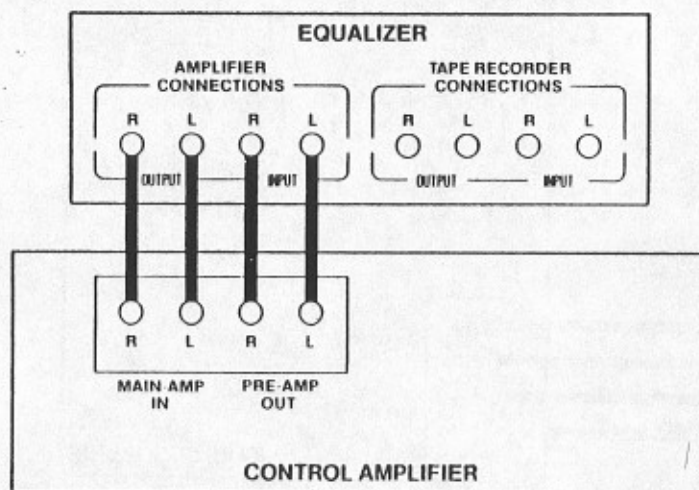 EQUALIZER
AMPLIFIER
CONNECTIONS
TAPE RECORDER
CONNECTIONS
R L R L
R L R L
OUTPUT INPUT
OUTPUT INPUT
R L R L
MAIN-AMP
IN
PRE-AMP
OUT
CONTROL AMPLIFIER